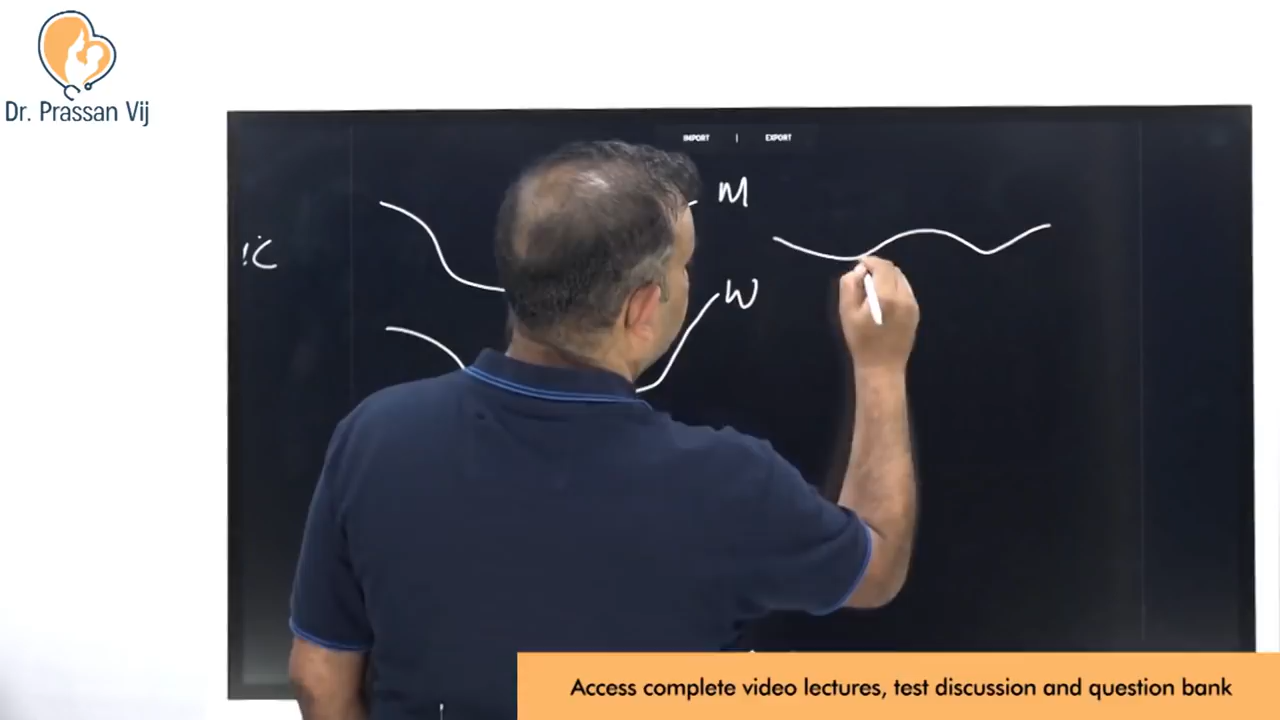 Dr. Prassan Vij
IMPORT | EXPORT
M
W
Access complete video lectures, test discussion and question bank